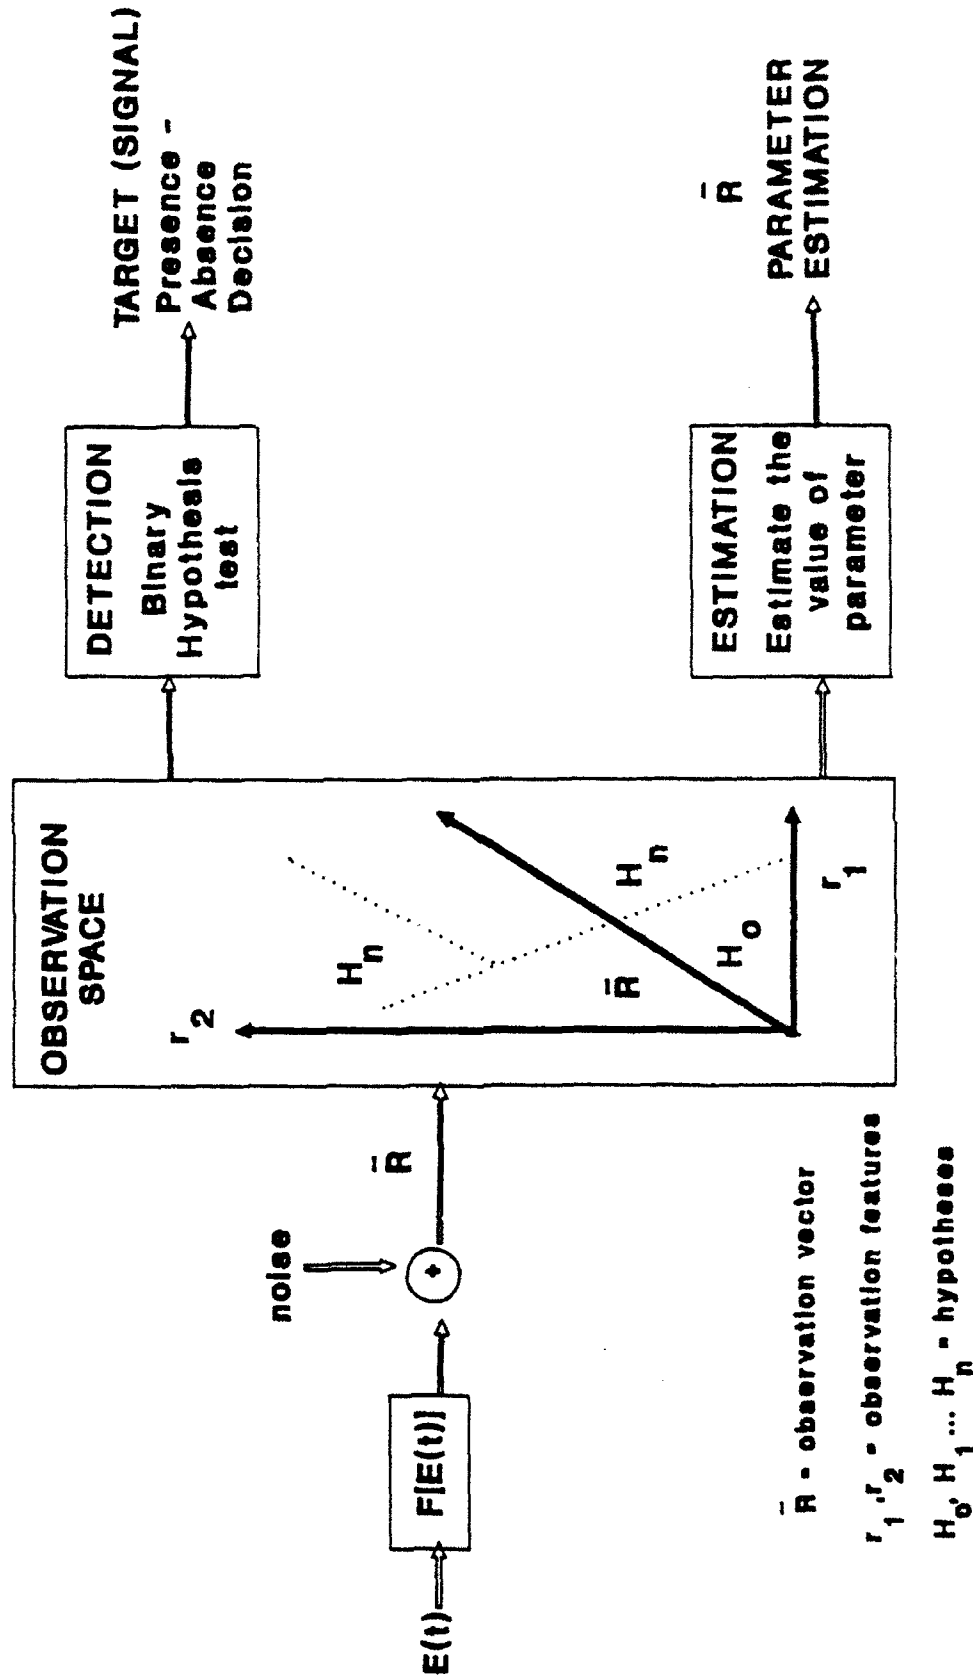 E(t)
F[E(t)]
noise
+
R̄
OBSERVATION
SPACE
r2
Hn
R̄
Hn
Ho
r1
DETECTION
Binary
Hypothesis
test
TARGET (SIGNAL)
Presence -
Absence
Decision
ESTIMATION
Estimate the
value of
parameter
R̄
PARAMETER
ESTIMATION
R̄ = observation vector
r1,r2 = observation features
Ho, H1 ... Hn = hypotheses